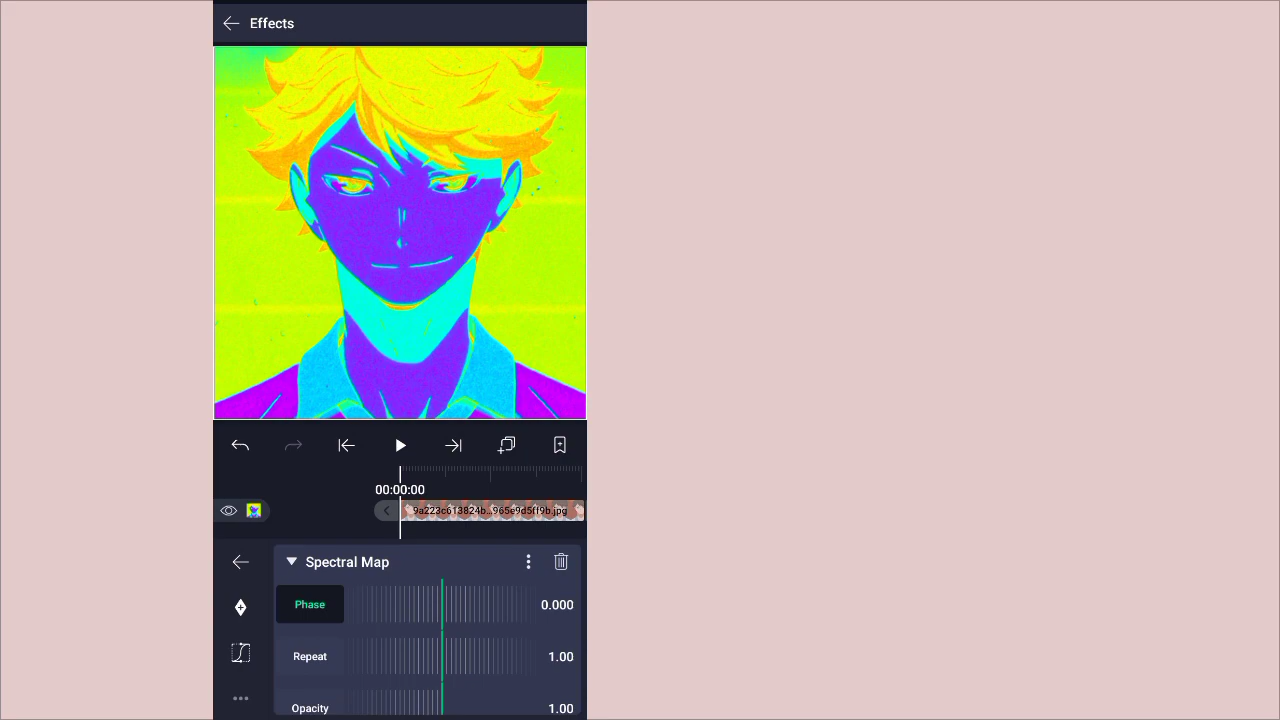 Effects
00:00:00
9a223c613824b..965e9d5ff9b.jpg
Spectral Map
Phase 0.000
Repeat 1.00
Opacity 1.00